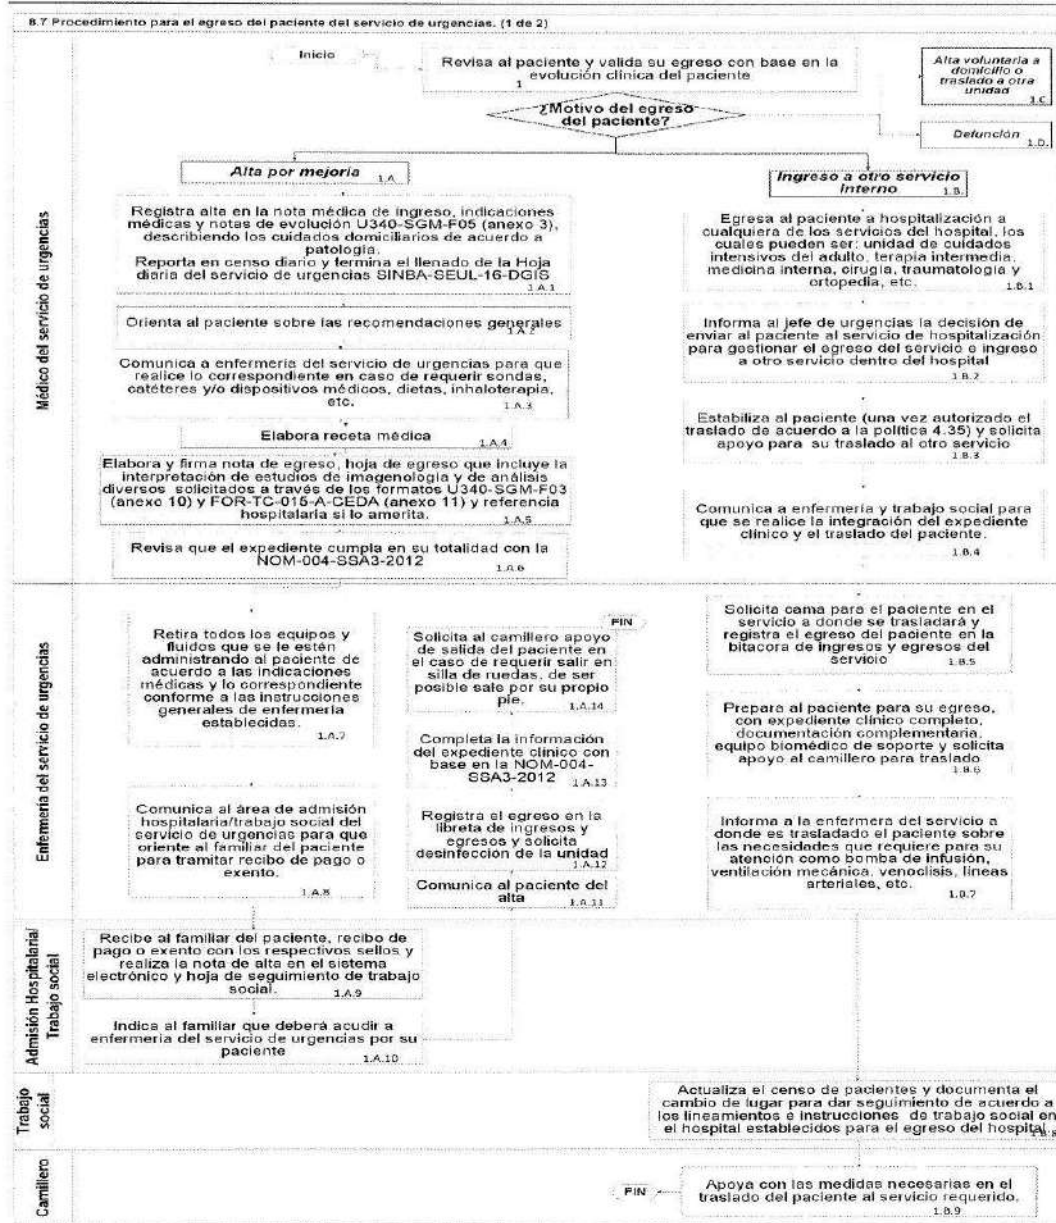 8.7 Procedimiento para el egreso del paciente del servicio de urgencias. (1 de 2)
Médico del servicio de urgencias
Inicio
Revisa al paciente y valida su egreso con base en la
evolución clínica del paciente
1
¿Motivo del egreso
del paciente?
Alta voluntaria a
domicilio o
traslado a otra
unidad
1.C
Defunción
1.D.
Alta por mejoría
1.A.
Registra alta en la nota médica de ingreso, indicaciones
médicas y notas de evolución U340-SGM-F05 (anexo 3),
describiendo los cuidados domiciliarios de acuerdo a
patología.
Reporta en censo diario y termina el llenado de la Hoja
diaria del servicio de urgencias SINBA-SEUL-16-DGIS
1.A.1
Orienta al paciente sobre las recomendaciones generales
1.A.2
Comunica a enfermería del servicio de urgencias para que
realice lo correspondiente en caso de requerir sondas,
catéteres y/o dispositivos médicos, dietas, inhaloterapia,
etc.
1.A.3
Elabora receta médica
1.A.4
Elabora y firma nota de egreso, hoja de egreso que incluye la
interpretación de estudios de imagenología y de análisis
diversos solicitados a través de los formatos U340-SGM-F03
(anexo 10) y FOR-TC-015-A-CEDA (anexo 11) y referencia
hospitalaria si lo amerita.
1.A.5
Revisa que el expediente cumpla en su totalidad con la
NOM-004-SSA3-2012
1.A.6
Ingreso a otro servicio
interno
1.B.
Egresa al paciente a hospitalización a
cualquiera de los servicios del hospital, los
cuales pueden ser: unidad de cuidados
intensivos del adulto, terapia intermedia,
medicina interna, cirugía, traumatología y
ortopedia, etc.
1.B.1
Informa al jefe de urgencias la decisión de
enviar al paciente al servicio de hospitalización
para gestionar el egreso del servicio e ingreso
a otro servicio dentro del hospital
1.B.2
Estabiliza al paciente (una vez autorizado el
traslado de acuerdo a la política 4.35) y solicita
apoyo para su traslado al otro servicio
1.B.3
Comunica a enfermería y trabajo social para
que se realice la integración del expediente
clínico y el traslado del paciente.
1.B.4
Enfermería del servicio de urgencias
Retira todos los equipos y
fluidos que se le estén
administrando al paciente de
acuerdo a las indicaciones
médicas y lo correspondiente
conforme a las instrucciones
generales de enfermería
establecidas.
1.A.7
Comunica al área de admisión
hospitalaria/trabajo social del
servicio de urgencias para que
oriente al familiar del paciente
para tramitar recibo de pago o
exento.
1.A.8
FIN
Solicita al camillero apoyo
de salida del paciente en
el caso de requerir salir en
silla de ruedas, de ser
posible sale por su propio
pie.
1.A.14
Completa la información
del expediente clínico con
base en la NOM-004-
SSA3-2012
1.A.13
Registra el egreso en la
libreta de ingresos y
egresos y solicita
desinfección de la unidad
1.A.12
Comunica al paciente del
alta
1.A.11
Solicita cama para el paciente en el
servicio a donde se trasladará y
registra el egreso del paciente en la
bitacora de ingresos y egresos del
servicio
1.B.5
Prepara al paciente para su egreso,
con expediente clínico completo,
documentación complementaria,
equipo biomédico de soporte y solicita
apoyo al camillero para traslado
1.B.6
Informa a la enfermera del servicio a
donde es trasladado el paciente sobre
las necesidades que requiere para su
atención como bomba de infusión,
ventilación mecánica, venoclisis, líneas
arteriales, etc.
1.B.7
Admisión Hospitalaria/
Trabajo social
Recibe al familiar del paciente, recibo de
pago o exento con los respectivos sellos y
realiza la nota de alta en el sistema
electrónico y hoja de seguimiento de trabajo
social.
1.A.9
Indica al familiar que deberá acudir a
enfermería del servicio de urgencias por su
paciente
1.A.10
Trabajo
social
Actualiza el censo de pacientes y documenta el
cambio de lugar para dar seguimiento de acuerdo a
los lineamientos e instrucciones de trabajo social en
el hospital establecidos para el egreso del hospital.
1.B.8
Camillero
FIN
Apoya con las medidas necesarias en el
traslado del paciente al servicio requerido.
1.B.9